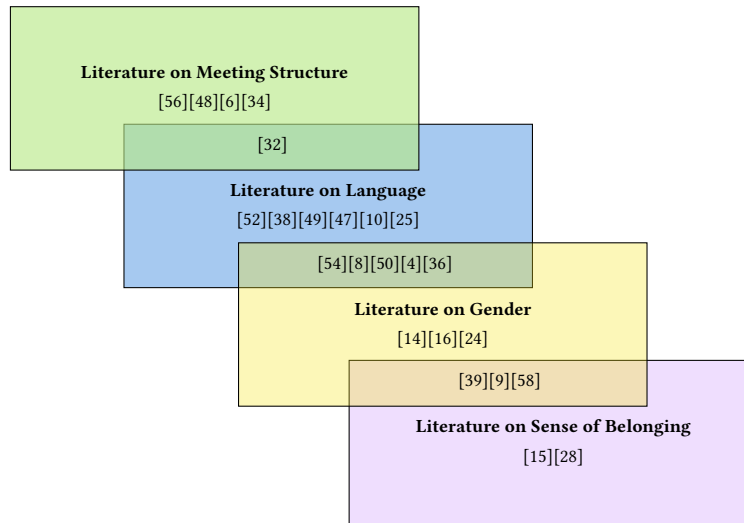 Literature on Meeting Structure
[56][48][6][34]
[32]
Literature on Language
[52][38][49][47][10][25]
[54][8][50][4][36]
Literature on Gender
[14][16][24]
[39][9][58]
Literature on Sense of Belonging
[15][28]